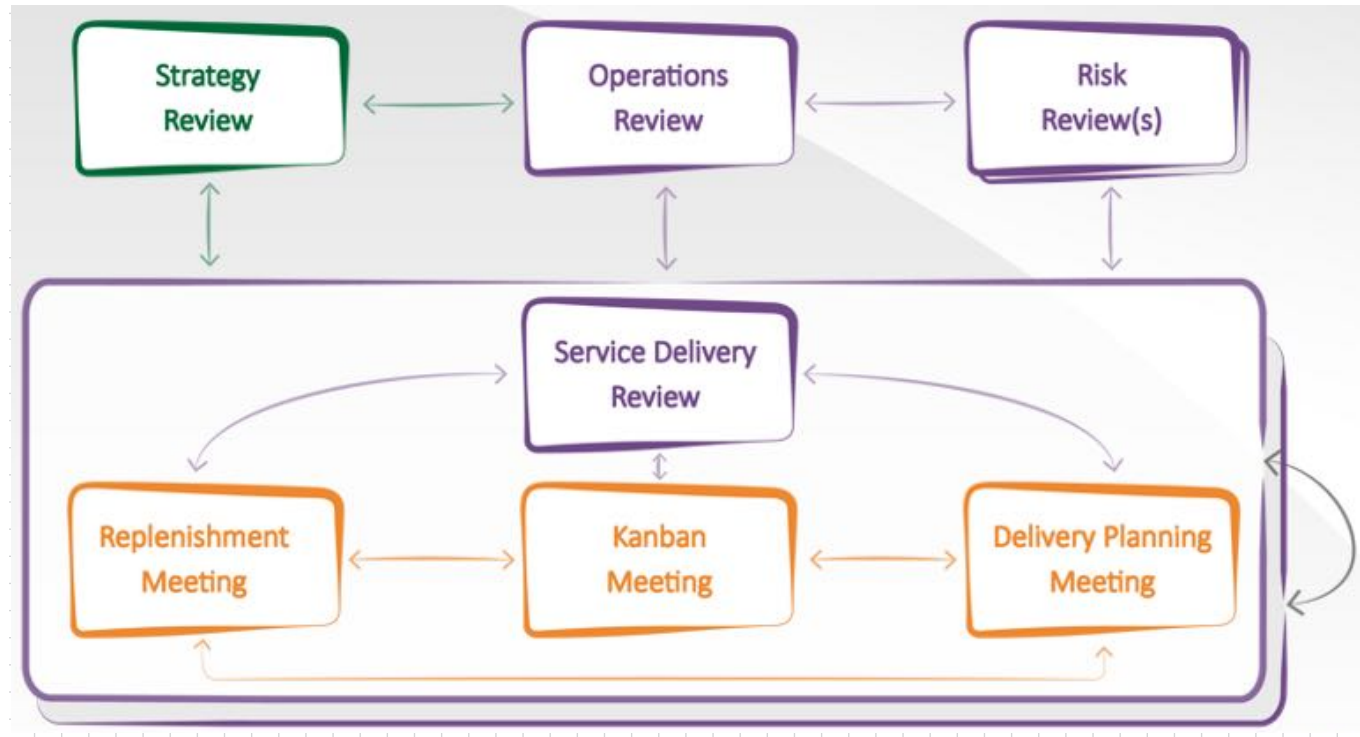 Strategy
Review
Operations
Review
Risk
Review(s)
Service Delivery
Review
Replenishment
Meeting
Kanban
Meeting
Delivery Planning
Meeting